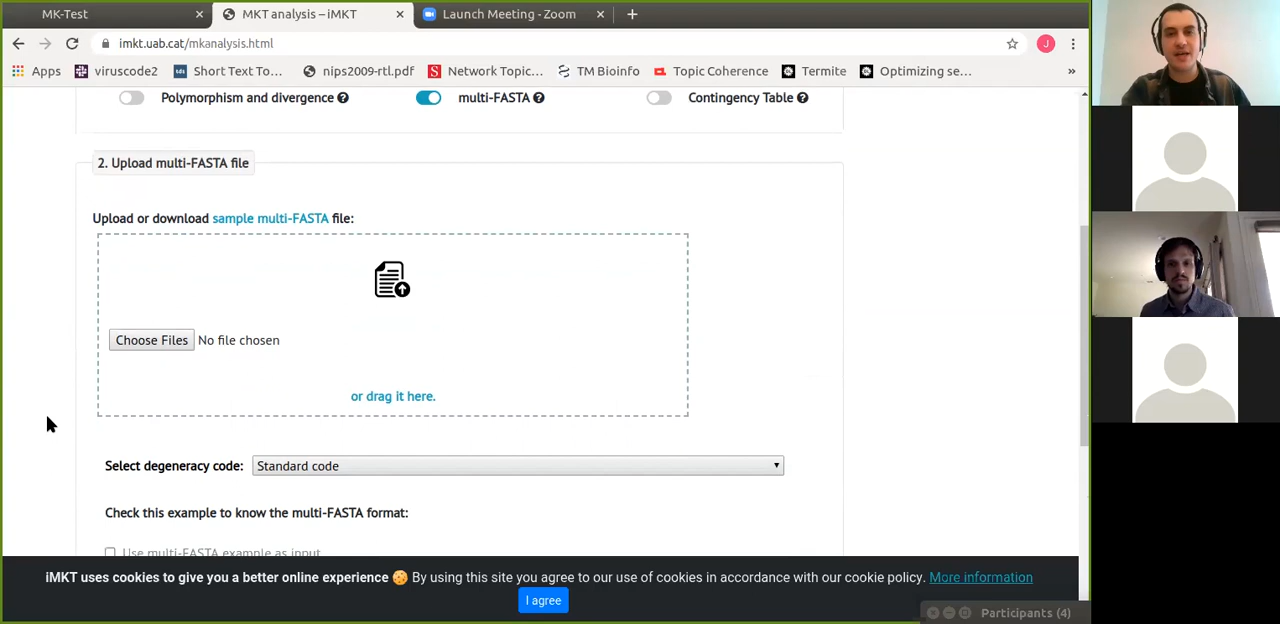 MK-Test
MKT analysis – iMKT
Launch Meeting - Zoom
imkt.uab.cat/mkanalysis.html
J
Apps
viruscode2
Short Text To…
nips2009-rtl.pdf
Network Topic…
TM Bioinfo
Topic Coherence
Termite
Optimizing se…
»
Polymorphism and divergence
multi-FASTA
Contingency Table
2. Upload multi-FASTA file
Upload or download sample multi-FASTA file:
Choose Files No file chosen
or drag it here.
Select degeneracy code: Standard code
Check this example to know the multi-FASTA format:
Use multi-FASTA example as input
iMKT uses cookies to give you a better online experience 🍪 By using this site you agree to our use of cookies in accordance with our cookie policy. More information
I agree
Participants (4)